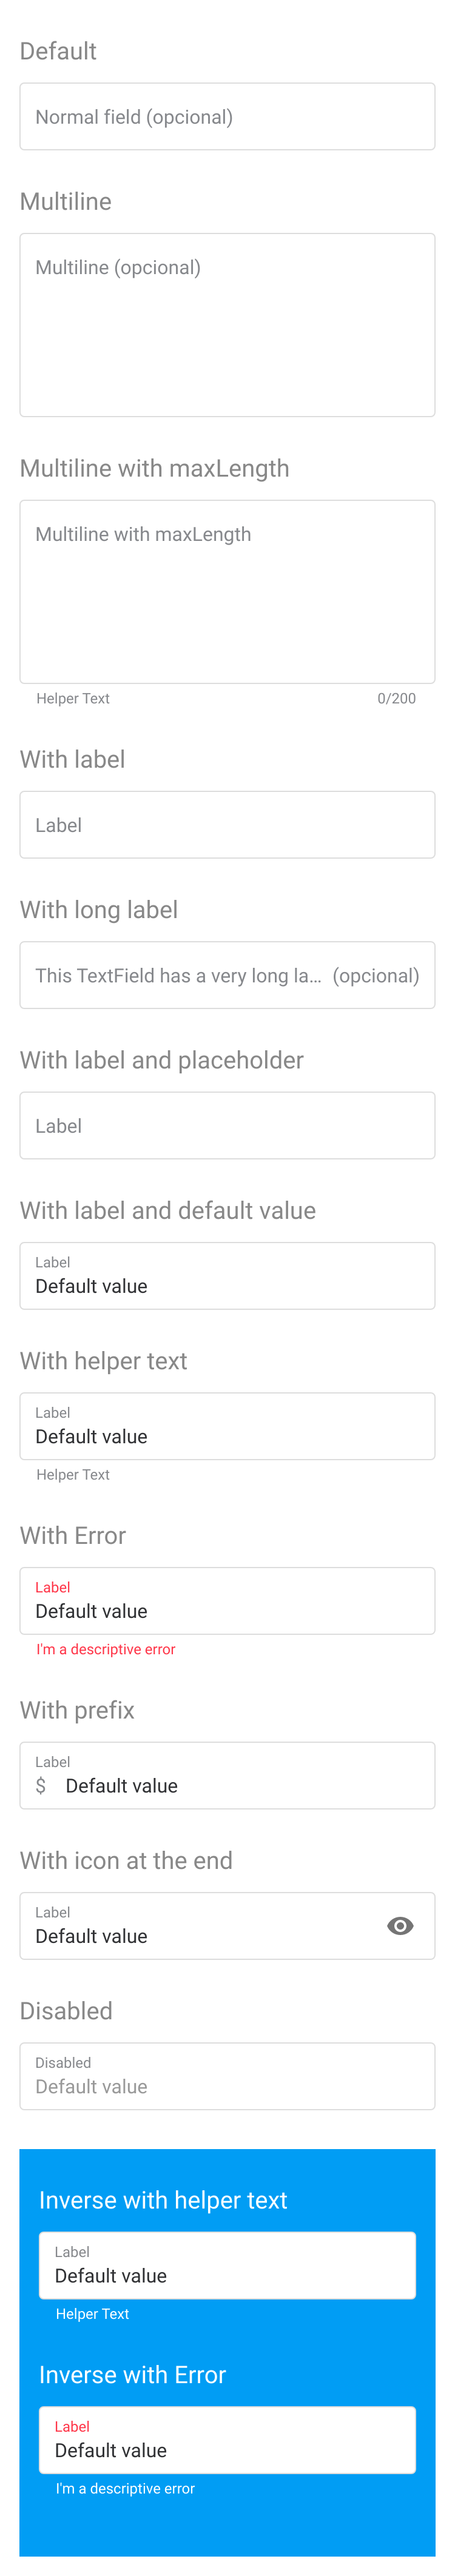 Default
Normal field (opcional)
Multiline
Multiline (opcional)
Multiline with maxLength
Multiline with maxLength
Helper Text 0/200
With label
Label
With long label
This TextField has a very long la... (opcional)
With label and placeholder
Label
With label and default value
Label
Default value
With helper text
Label
Default value
Helper Text
With Error
Label
Default value
I'm a descriptive error
With prefix
Label
$ Default value
With icon at the end
Label
Default value
Disabled
Disabled
Default value
Inverse with helper text
Label
Default value
Helper Text
Inverse with Error
Label
Default value
I'm a descriptive error